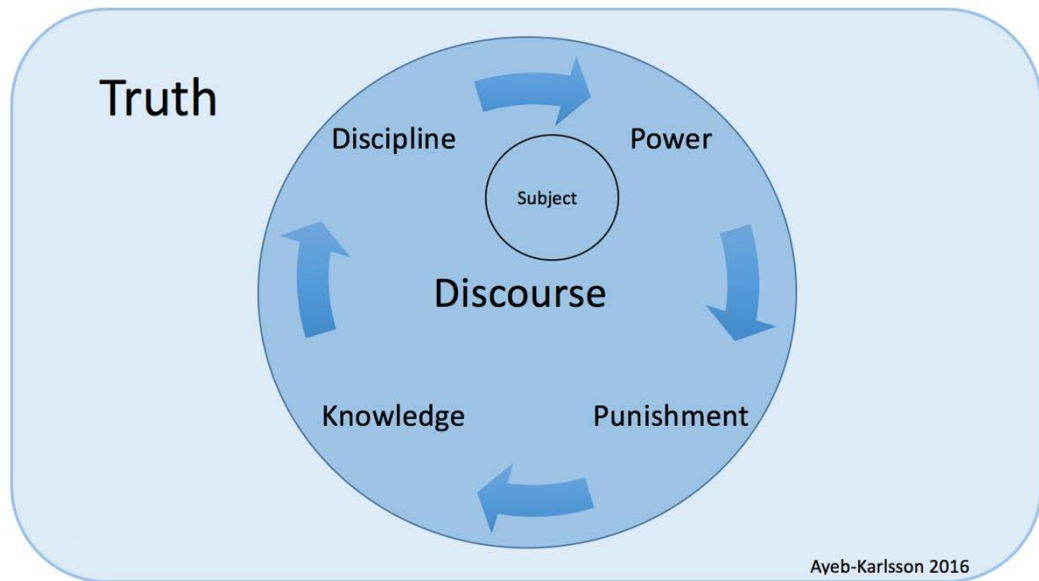 Truth
Discipline
Power
Subject
Discourse
Knowledge
Punishment
Ayeb-Karlsson 2016